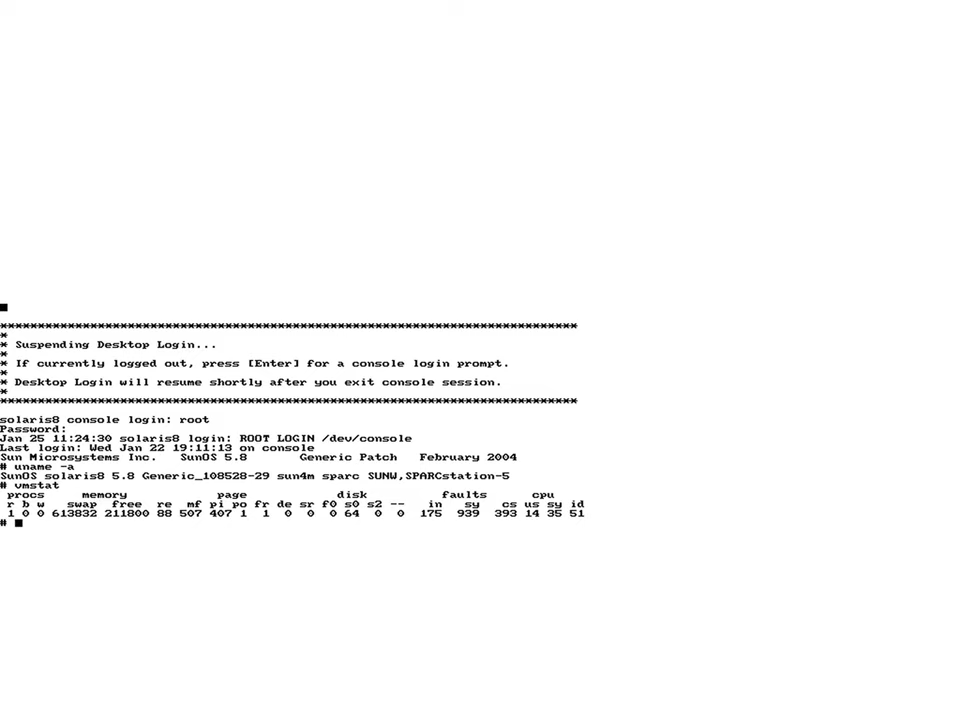 *****************************************************************************
*
* Suspending Desktop Login...
*
* If currently logged out, press [Enter] for a console login prompt.
*
* Desktop Login will resume shortly after you exit console session.
*
*****************************************************************************
solaris8 console login: root
Password:
Jan 25 11:24:30 solaris8 login: ROOT LOGIN /dev/console
Last login: Wed Jan 22 19:11:13 on console
Sun Microsystems Inc.   SunOS 5.8       Generic Patch   February 2004
# uname -a
SunOS solaris8 5.8 Generic_108528-29 sun4m sparc SUNW,SPARCstation-5
# vmstat
 procs     memory            page            disk          faults      cpu
 r b w   swap  free  re  mf pi po fr de sr f0 s0 s2 --   in   sy   cs us sy id
 1 0 0 613832 211800 88 507 407 1  1  0  0  0 64  0  0  175  939  393 14 35 51
#